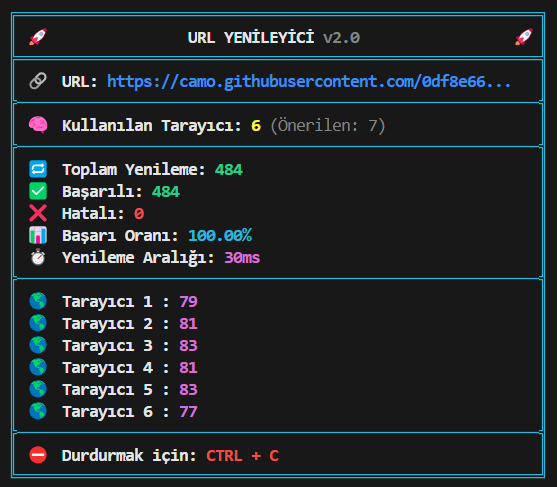 URL YENİLEYİCİ v2.0
URL: https://camo.githubusercontent.com/0df8e66...
Kullanılan Tarayıcı: 6 (Önerilen: 7)
Toplam Yenileme: 484
Başarılı: 484
Hatalı: 0
Başarı Oranı: 100.00%
Yenileme Aralığı: 30ms
Tarayıcı 1 : 79
Tarayıcı 2 : 81
Tarayıcı 3 : 83
Tarayıcı 4 : 81
Tarayıcı 5 : 83
Tarayıcı 6 : 77
Durdurmak için: CTRL + C